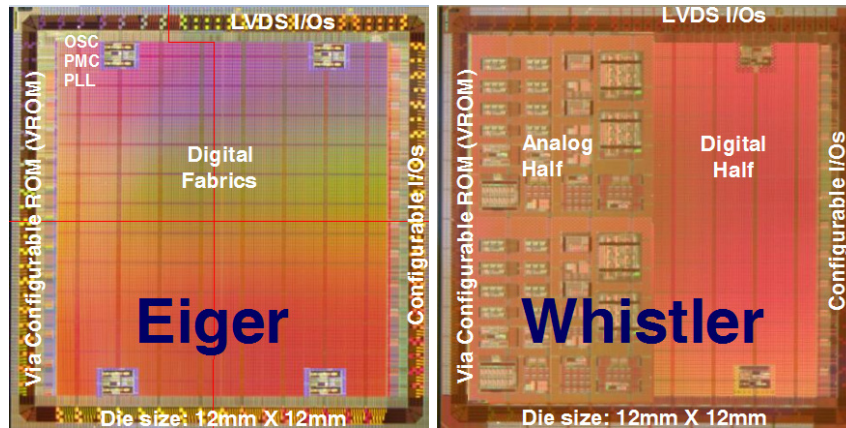 LVDS I/Os
OSC
PMC
PLL
Via Configurable ROM (VROM)
Digital
Fabrics
Configurable I/Os
Eiger
Die size: 12mm X 12mm
LVDS I/Os
Via Configurable ROM (VROM)
Analog
Half
Digital
Half
Configurable I/Os
Whistler
Die size: 12mm X 12mm